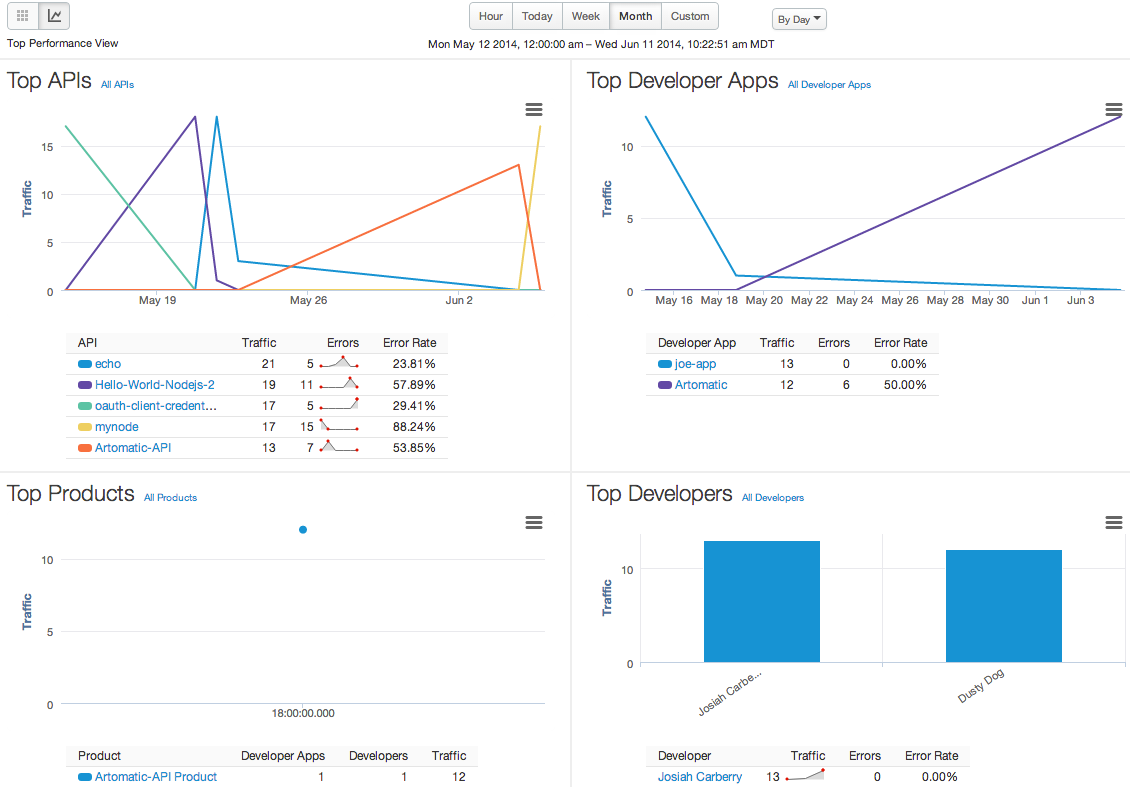 Hour Today Week Month Custom By Day
Top Performance View
Mon May 12 2014, 12:00:00 am – Wed Jun 11 2014, 10:22:51 am MDT
Top APIs All APIs
15
10
5
0
Traffic
May 19 May 26 Jun 2
API Traffic Errors Error Rate
echo 21 5 23.81%
Hello-World-Nodejs-2 19 11 57.89%
oauth-client-credent... 17 5 29.41%
mynode 17 15 88.24%
Artomatic-API 13 7 53.85%
Top Developer Apps All Developer Apps
10
5
0
Traffic
May 16 May 18 May 20 May 22 May 24 May 26 May 28 May 30 Jun 1 Jun 3
Developer App Traffic Errors Error Rate
joe-app 13 0 0.00%
Artomatic 12 6 50.00%
Top Products All Products
10
5
0
Traffic
18:00:00.000
Product Developer Apps Developers Traffic
Artomatic-API Product 1 1 12
Top Developers All Developers
10
0
Traffic
Josiah Carbe... Dusty Dog
Developer Traffic Errors Error Rate
Josiah Carberry 13 0 0.00%